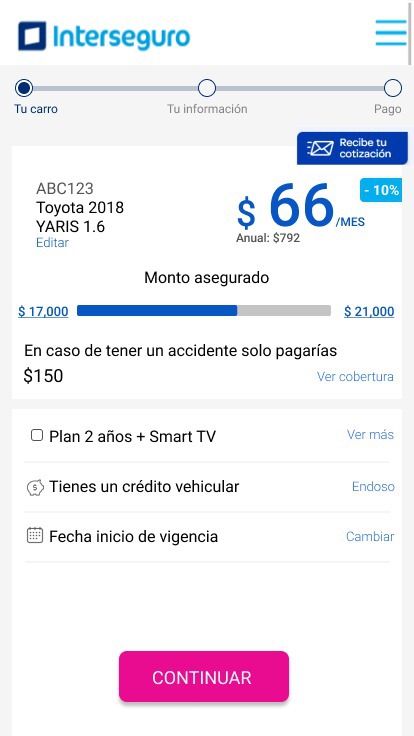 Interseguro
Tu carro
Tu información
Pago
Recibe tu
cotización
ABC123
Toyota 2018
YARIS 1.6
Editar
- 10%
$ 66 /MES
Anual: $792
Monto asegurado
$ 17,000
$ 21,000
En caso de tener un accidente solo pagarías
$150
Ver cobertura
Plan 2 años + Smart TV
Ver más
Tienes un crédito vehicular
Endoso
Fecha inicio de vigencia
Cambiar
CONTINUAR